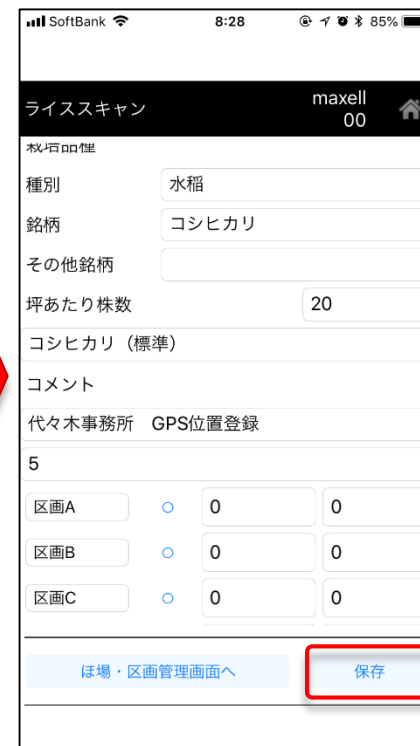 SoftBank 8:28 85%
ライススキャン maxell 00
栽培品種
種別 水稲
銘柄 コシヒカリ
その他銘柄
坪あたり株数 20
コシヒカリ（標準）
コメント
代々木事務所 GPS位置登録
5
区画A 0 0
区画B 0 0
区画C 0 0
ほ場・区画管理画面へ 保存